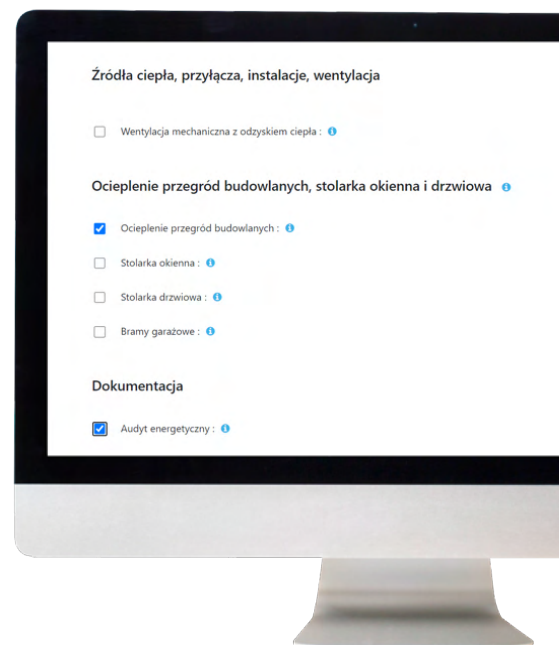 Źródła ciepła, przyłącza, instalacje, wentylacja
Wentylacja mechaniczna z odzyskiem ciepła :
Ocieplenie przegród budowlanych, stolarka okienna i drzwiowa
Ocieplenie przegród budowlanych :
Stolarka okienna :
Stolarka drzwiowa :
Bramy garażowe :
Dokumentacja
Audyt energetyczny :